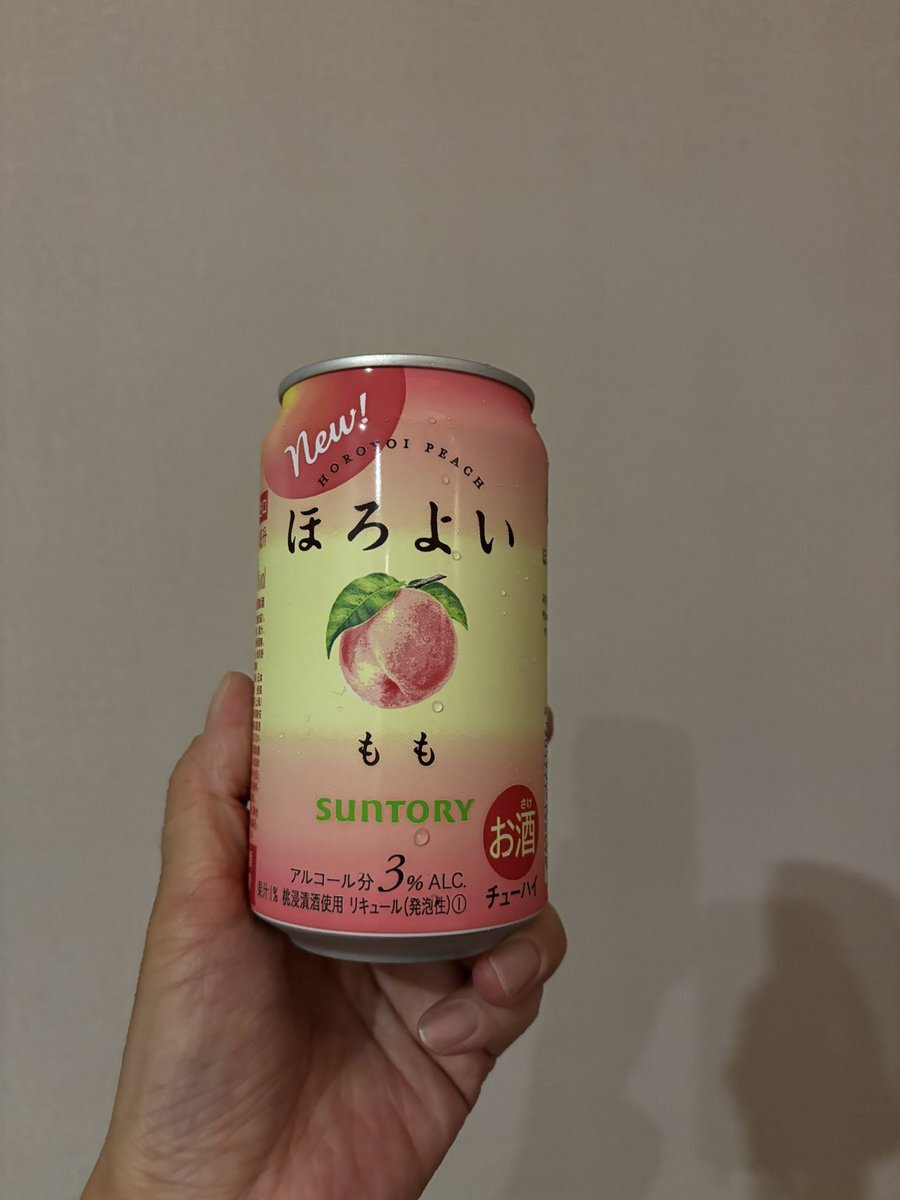 New!
HOROYOI PEACH
ほろよい
もも
SUNTORY
さけ
お酒
チューハイ
アルコール分 3% ALC.
果汁1% 桃浸漬酒使用 リキュール(発泡性)①